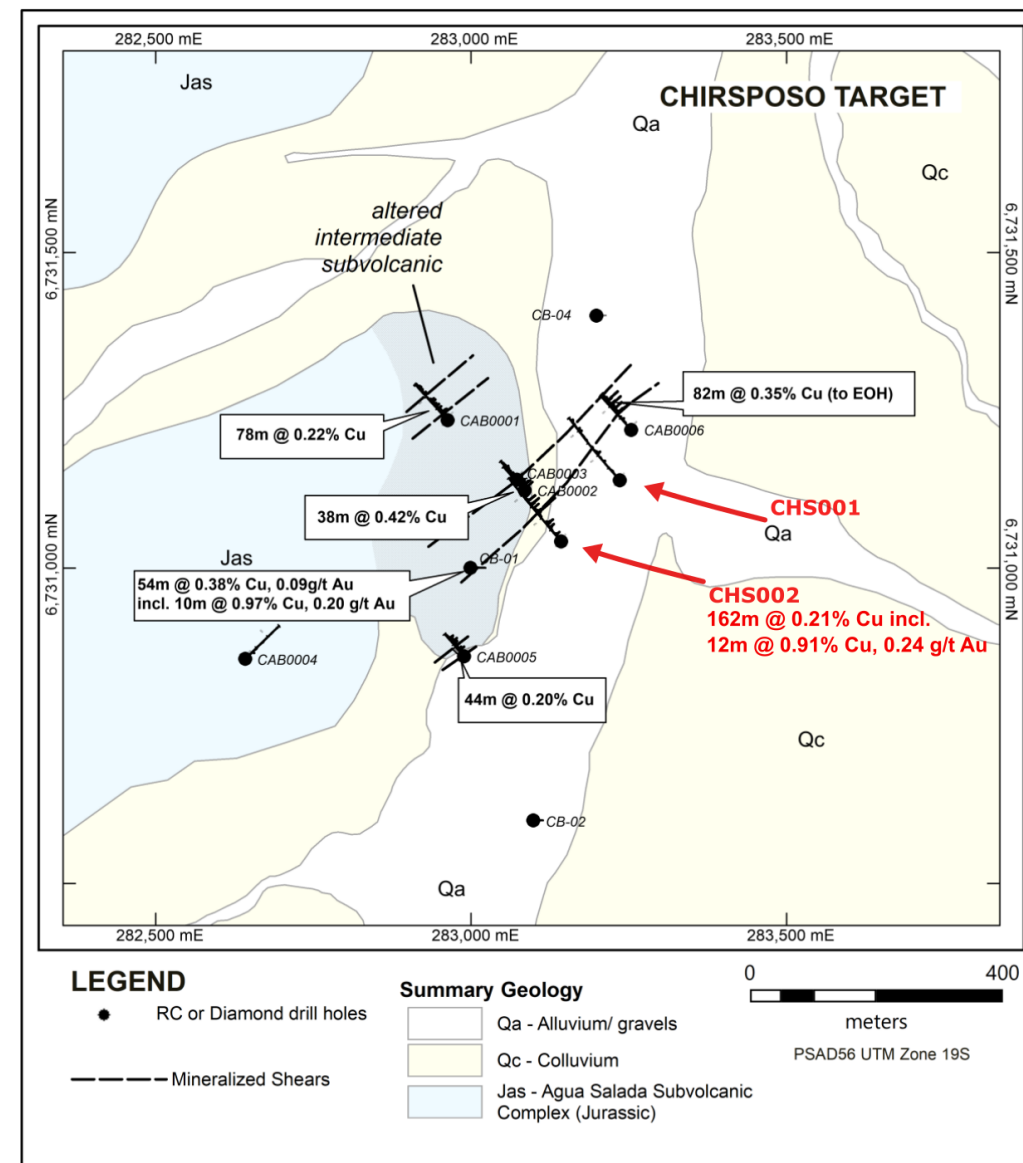 282,500 mE
283,000 mE
283,500 mE
Jas
CHIRSPOSO TARGET
Qa
Qc
altered
intermediate
subvolcanic
6,731,500 mN
6,731,500 mN
CB-04
82m @ 0.35% Cu (to EOH)
78m @ 0.22% Cu
CAB0001
CAB0006
CAB0003
CAB0002
38m @ 0.42% Cu
CHS001
Qa
Jas
CB-01
6,731,000 mN
6,731,000 mN
54m @ 0.38% Cu, 0.09g/t Au
incl. 10m @ 0.97% Cu, 0.20 g/t Au
CHS002
162m @ 0.21% Cu incl.
12m @ 0.91% Cu, 0.24 g/t Au
CAB0004
CAB0005
44m @ 0.20% Cu
Qc
CB-02
Qa
282,500 mE
283,000 mE
283,500 mE
LEGEND
RC or Diamond drill holes
Mineralized Shears
Summary Geology
Qa - Alluvium/ gravels
Qc - Colluvium
Jas - Agua Salada Subvolcanic
Complex (Jurassic)
0
400
meters
PSAD56 UTM Zone 19S